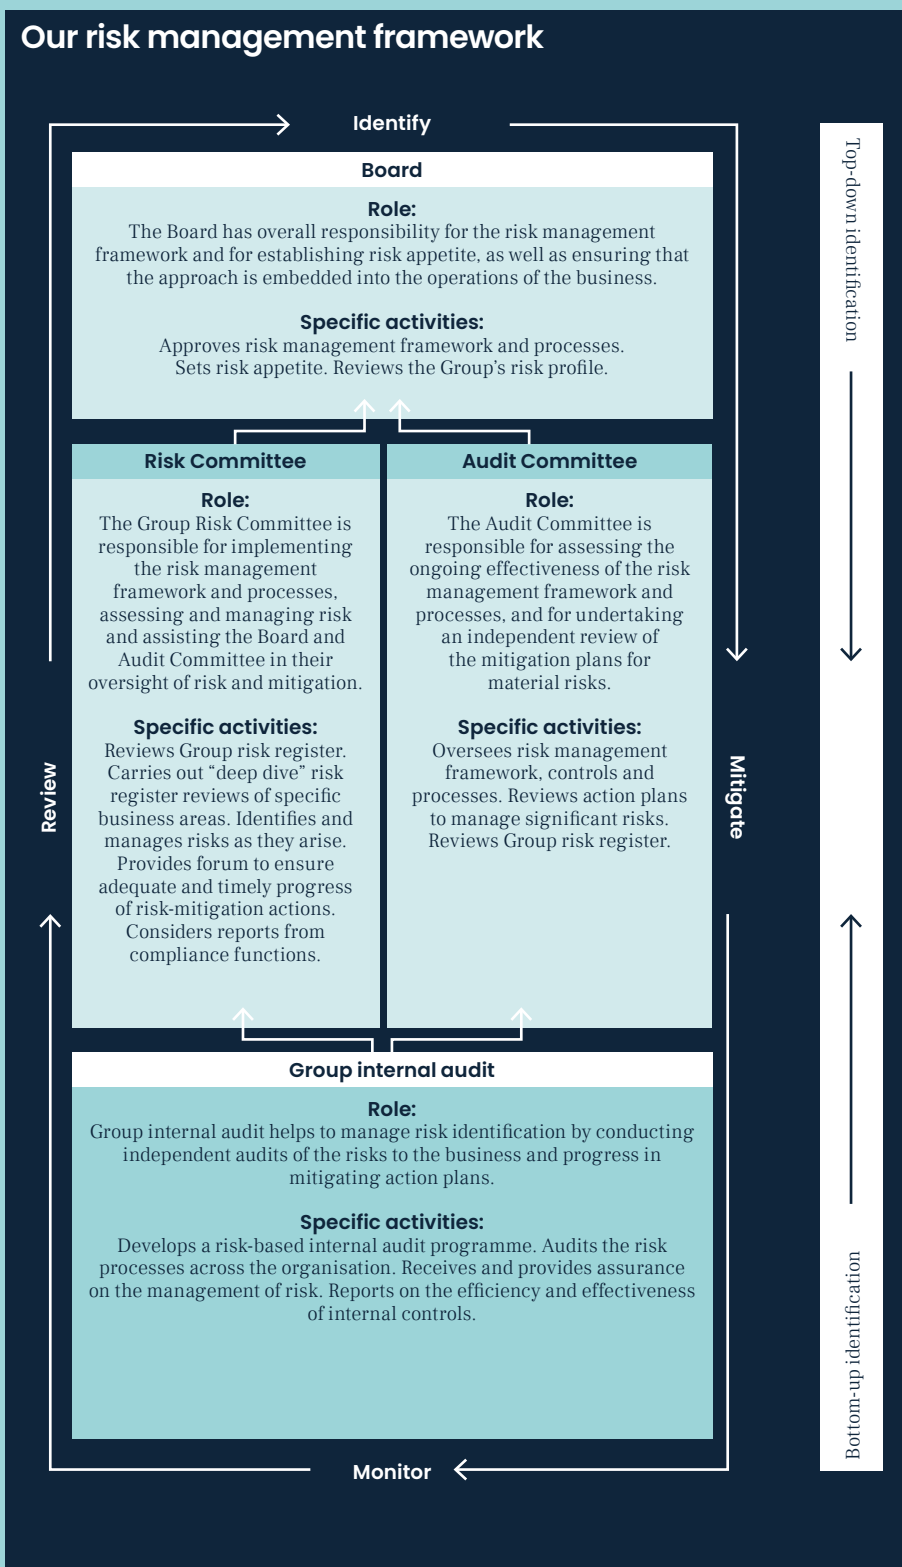 Our risk management framework
Identify
Top-down identification
Board
Role:
The Board has overall responsibility for the risk management
framework and for establishing risk appetite, as well as ensuring that
the approach is embedded into the operations of the business.
Specific activities:
Approves risk management framework and processes.
Sets risk appetite. Reviews the Group’s risk profile.
Risk Committee
Role:
The Group Risk Committee is
responsible for implementing
the risk management
framework and processes,
assessing and managing risk
and assisting the Board and
Audit Committee in their
oversight of risk and mitigation.
Specific activities:
Reviews Group risk register.
Carries out “deep dive” risk
register reviews of specific
business areas. Identifies and
manages risks as they arise.
Provides forum to ensure
adequate and timely progress
of risk-mitigation actions.
Considers reports from
compliance functions.
Audit Committee
Role:
The Audit Committee is
responsible for assessing the
ongoing effectiveness of the risk
management framework and
processes, and for undertaking
an independent review of
the mitigation plans for
material risks.
Specific activities:
Oversees risk management
framework, controls and
processes. Reviews action plans
to manage significant risks.
Reviews Group risk register.
Review
Mitigate
Group internal audit
Role:
Group internal audit helps to manage risk identification by conducting
independent audits of the risks to the business and progress in
mitigating action plans.
Specific activities:
Develops a risk-based internal audit programme. Audits the risk
processes across the organisation. Receives and provides assurance
on the management of risk. Reports on the efficiency and effectiveness
of internal controls.
Bottom-up identification
Monitor